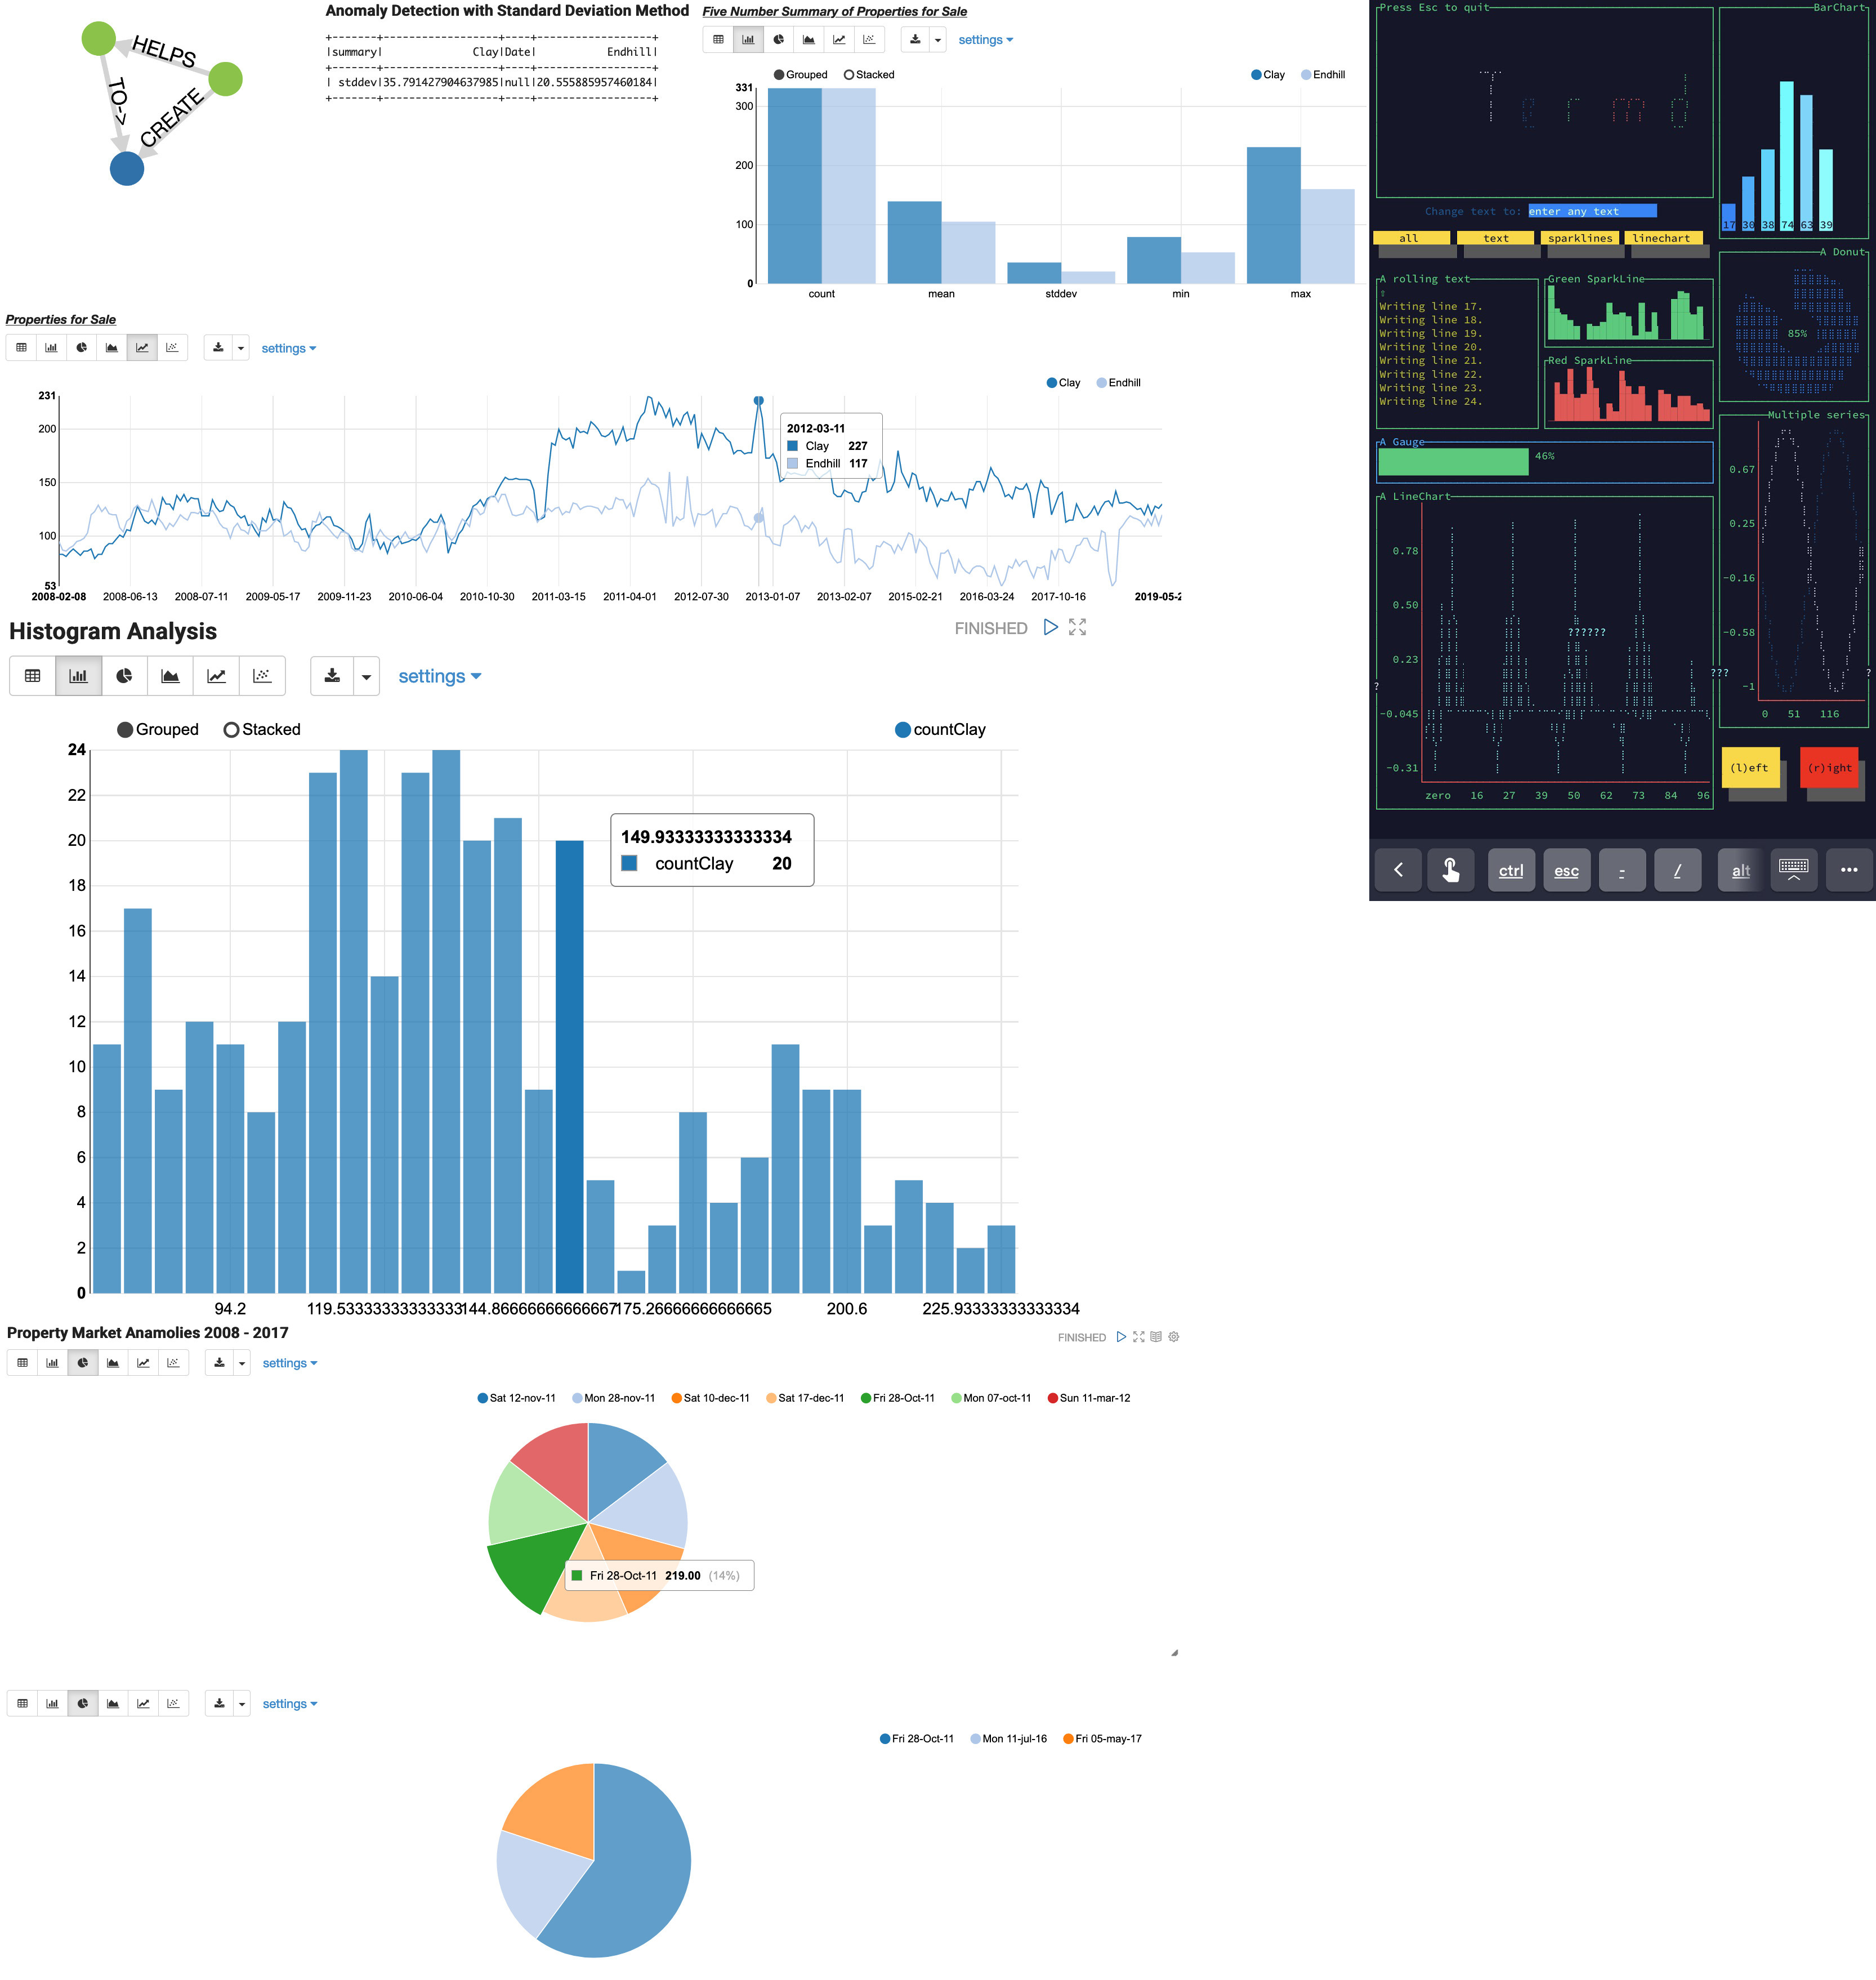 HELPS
TO->
CREATE
Anomaly Detection with Standard Deviation Method
+-------+------------------+----+------------------+
|summary|              Clay|Date|           Endhill|
+-------+------------------+----+------------------+
| stddev|35.791427904637985|null|20.555885957460184|
+-------+------------------+----+------------------+
Five Number Summary of Properties for Sale
settings
Grouped Stacked Clay Endhill
331
300
200
100
0
count mean stddev min max
Properties for Sale
settings
Clay Endhill
231
200
150
100
53
2012-03-11
Clay 227
Endhill 117
2008-02-08 2008-06-13 2008-07-11 2009-05-17 2009-11-23 2010-06-04 2010-10-30 2011-03-15 2011-04-01 2012-07-30 2013-01-07 2013-02-07 2015-02-21 2016-03-24 2017-10-16 2019-05-2
Histogram Analysis
FINISHED
settings
Grouped Stacked countClay
24
22
20
18
16
14
12
10
8
6
4
2
0
149.93333333333334
countClay 20
94.2 119.53333333333333 144.86666666666667 175.26666666666665 200.6 225.93333333333334
Property Market Anamolies 2008 - 2017
FINISHED
settings
Sat 12-nov-11 Mon 28-nov-11 Sat 10-dec-11 Sat 17-dec-11 Fri 28-Oct-11 Mon 07-oct-11 Sun 11-mar-12
Fri 28-Oct-11 219.00 (14%)
settings
Fri 28-Oct-11 Mon 11-jul-16 Fri 05-may-17
Press Esc to quit
Change text to: enter any text
all text sparklines linechart
A rolling text
⇧
Writing line 17.
Writing line 18.
Writing line 19.
Writing line 20.
Writing line 21.
Writing line 22.
Writing line 23.
Writing line 24.
Green SparkLine
Red SparkLine
A Gauge
46%
A LineChart
0.78
0.50
??????
0.23
?
-0.045
-0.31
zero 16 27 39 50 62 73 84 96
BarChart
17 30 38 74 63 39
A Donut
85%
Multiple series
0.67
0.25
-0.16
-0.58
???
?
-1
0 51 116
(l)eft (r)ight
ctrl esc - / alt